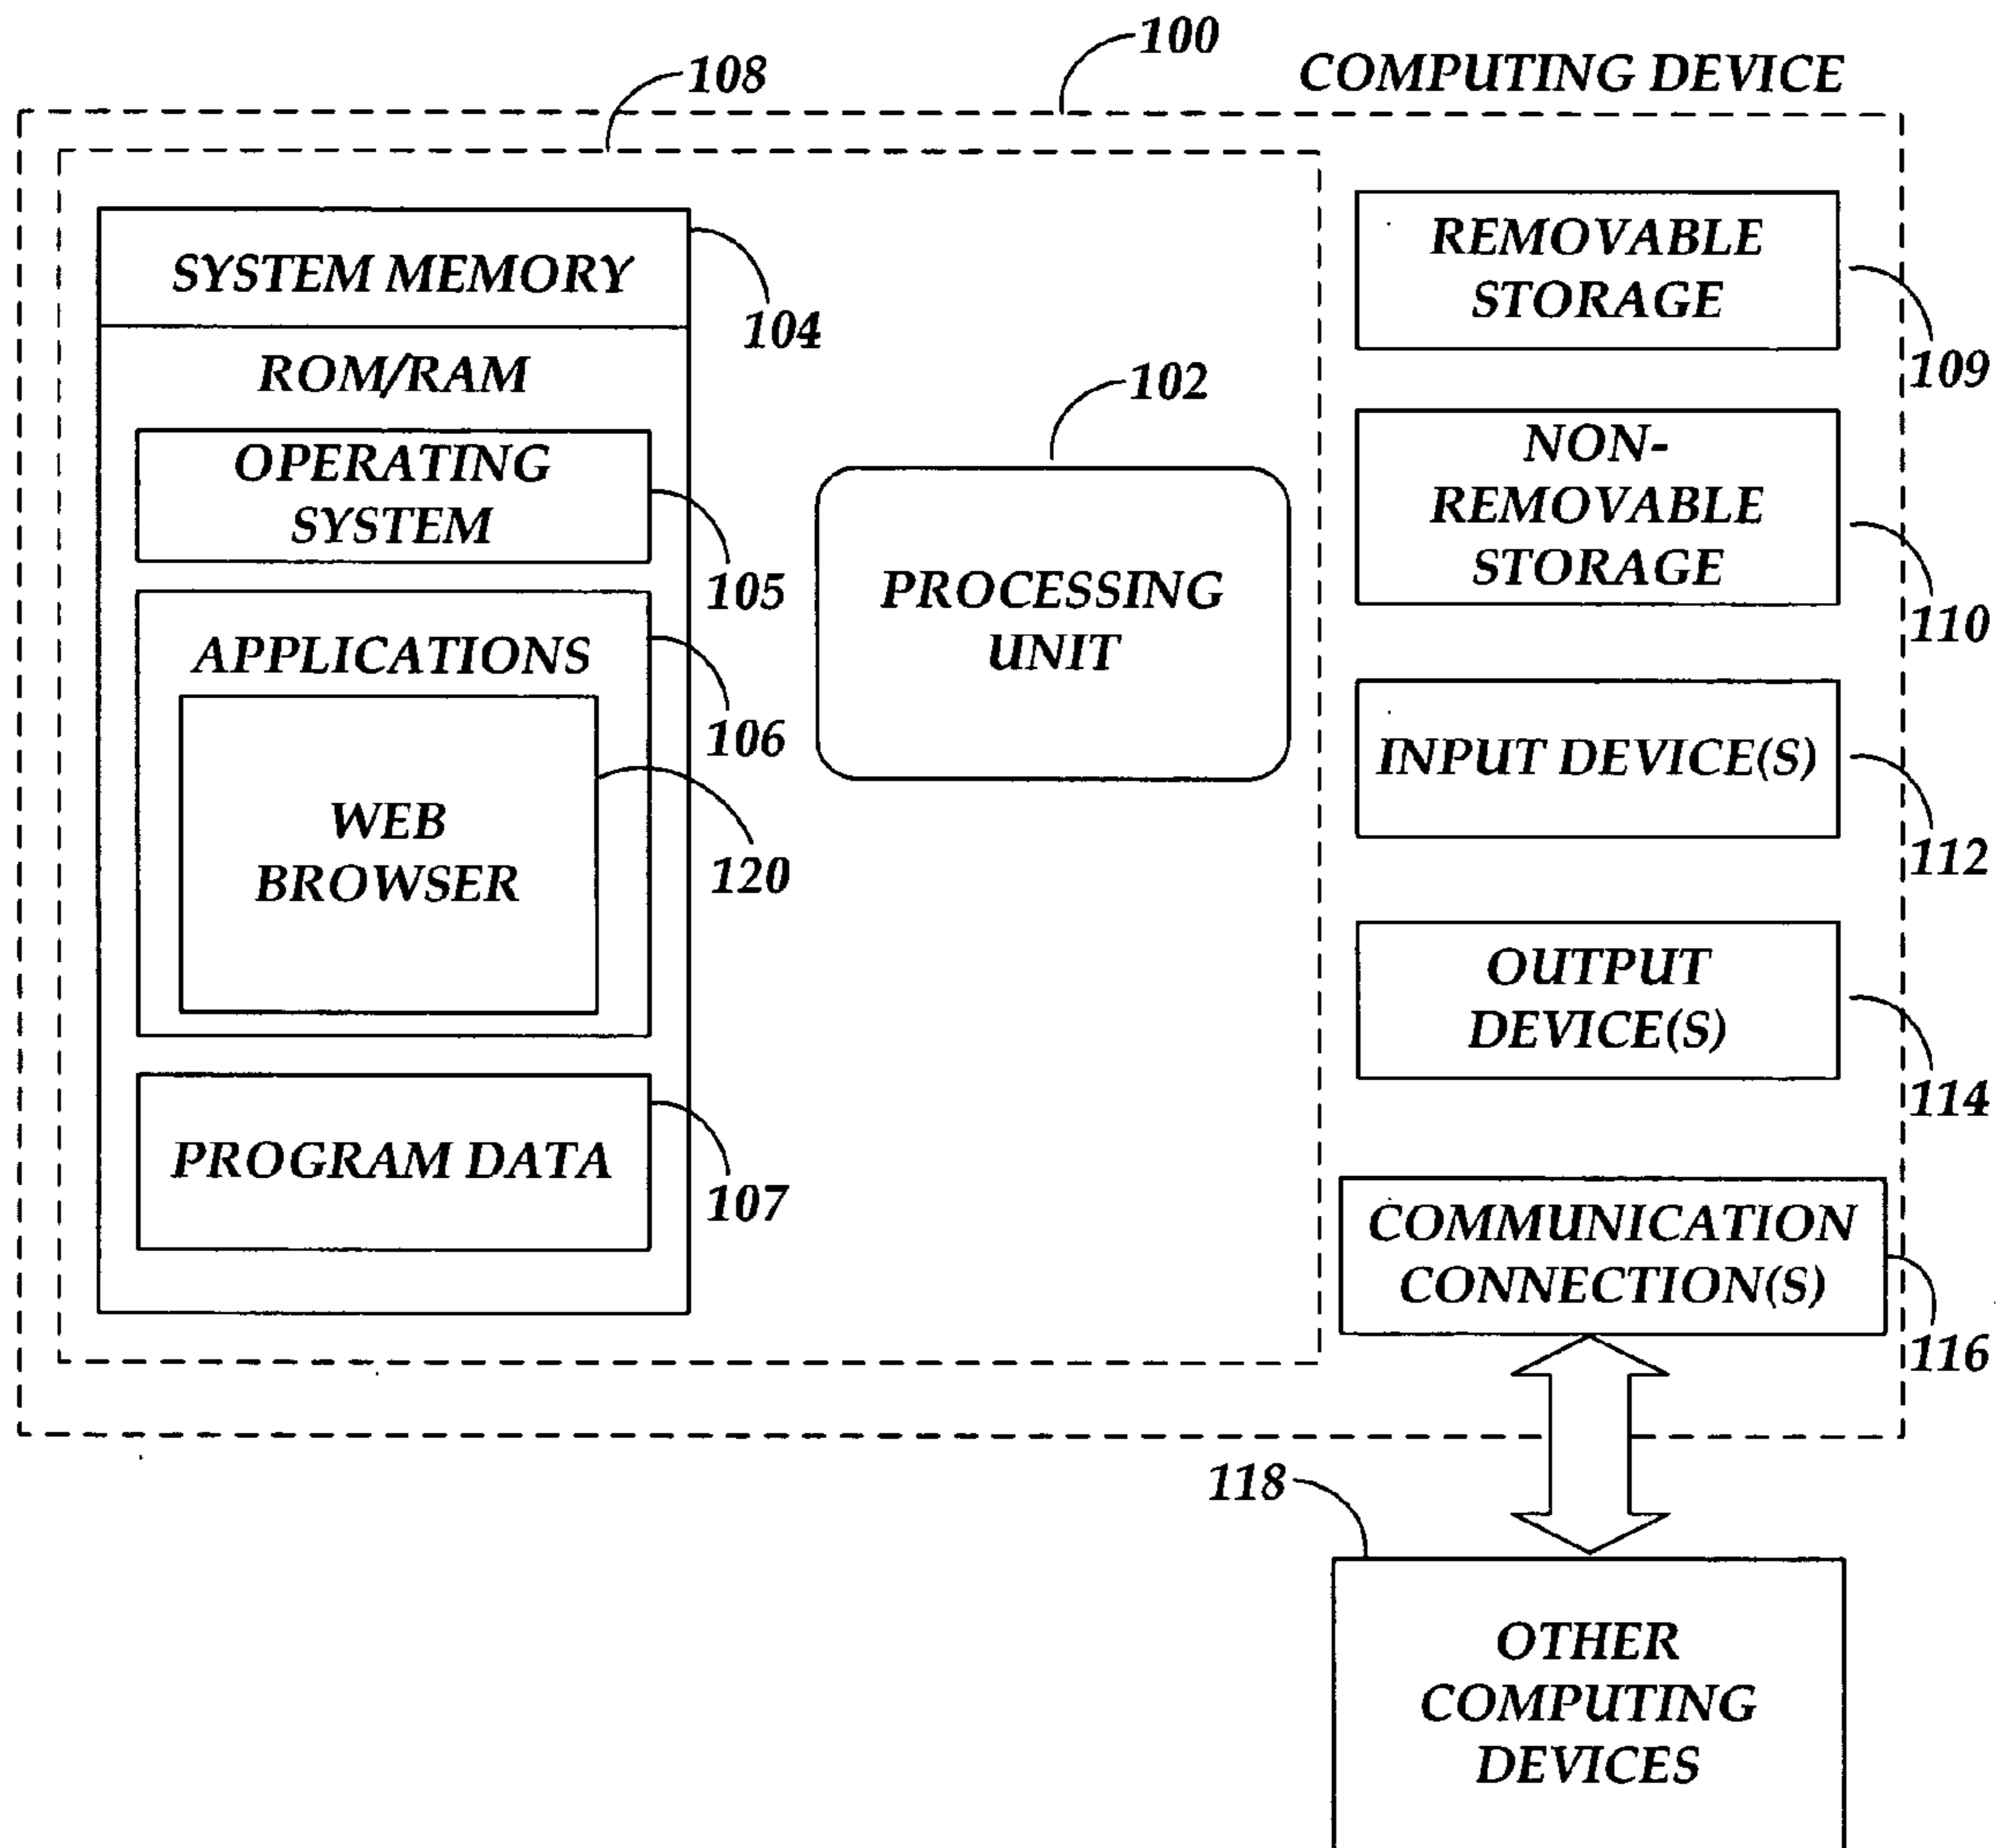 100
COMPUTING DEVICE
108
SYSTEM MEMORY
104
ROM/RAM
OPERATING
SYSTEM
105
APPLICATIONS
106
WEB
BROWSER
120
PROGRAM DATA
107
102
PROCESSING
UNIT
REMOVABLE
STORAGE
109
NON-
REMOVABLE
STORAGE
110
INPUT DEVICE(S)
112
OUTPUT
DEVICE(S)
114
COMMUNICATION
CONNECTION(S)
116
118
OTHER
COMPUTING
DEVICES